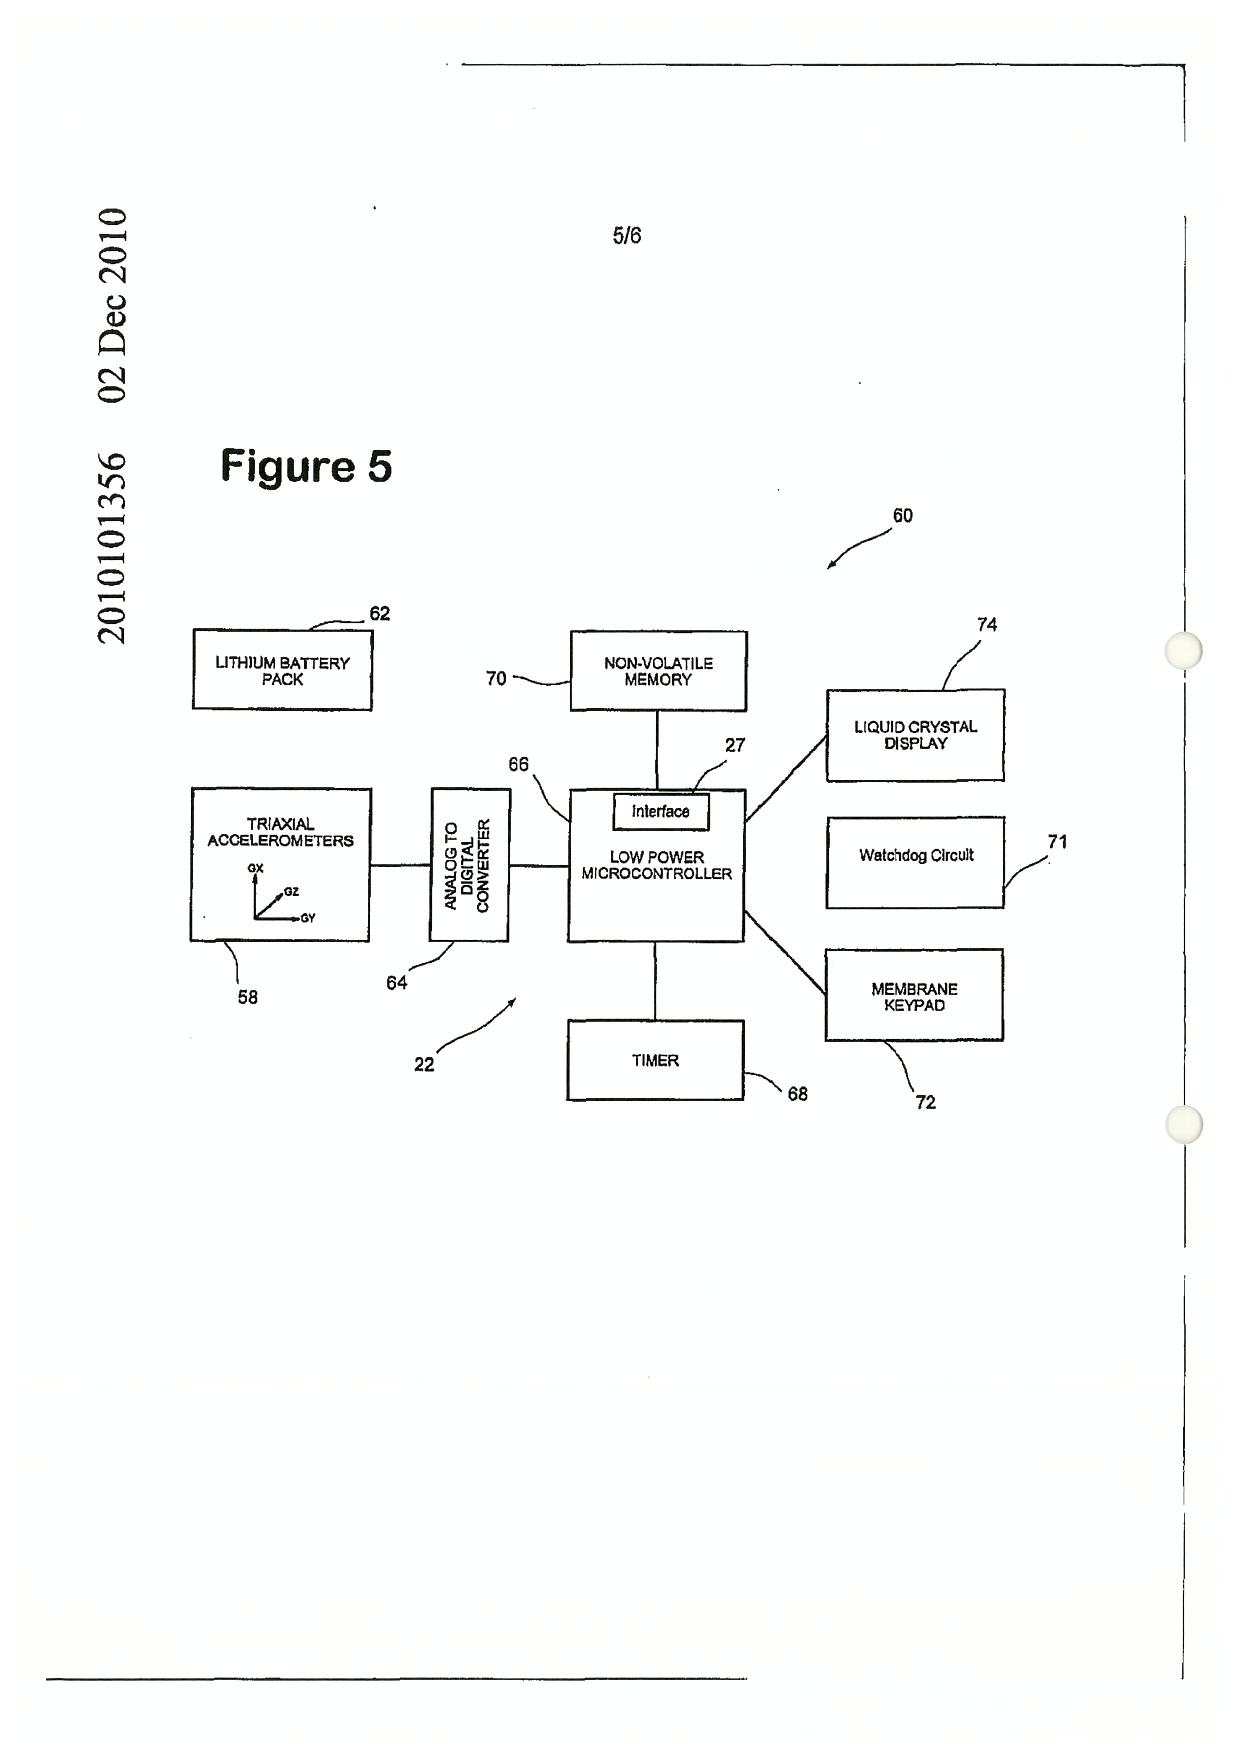 5/6
2010101356 02 Dec 2010
Figure 5
60
62
LITHIUM BATTERY
PACK
70
NON-VOLATILE
MEMORY
74
LIQUID CRYSTAL
DISPLAY
27
66
Interface
LOW POWER
MICROCONTROLLER
TRIAXIAL
ACCELEROMETERS
GX
GZ
GY
58
ANALOG TO
DIGITAL
CONVERTER
64
Watchdog Circuit
71
MEMBRANE
KEYPAD
72
22
TIMER
68